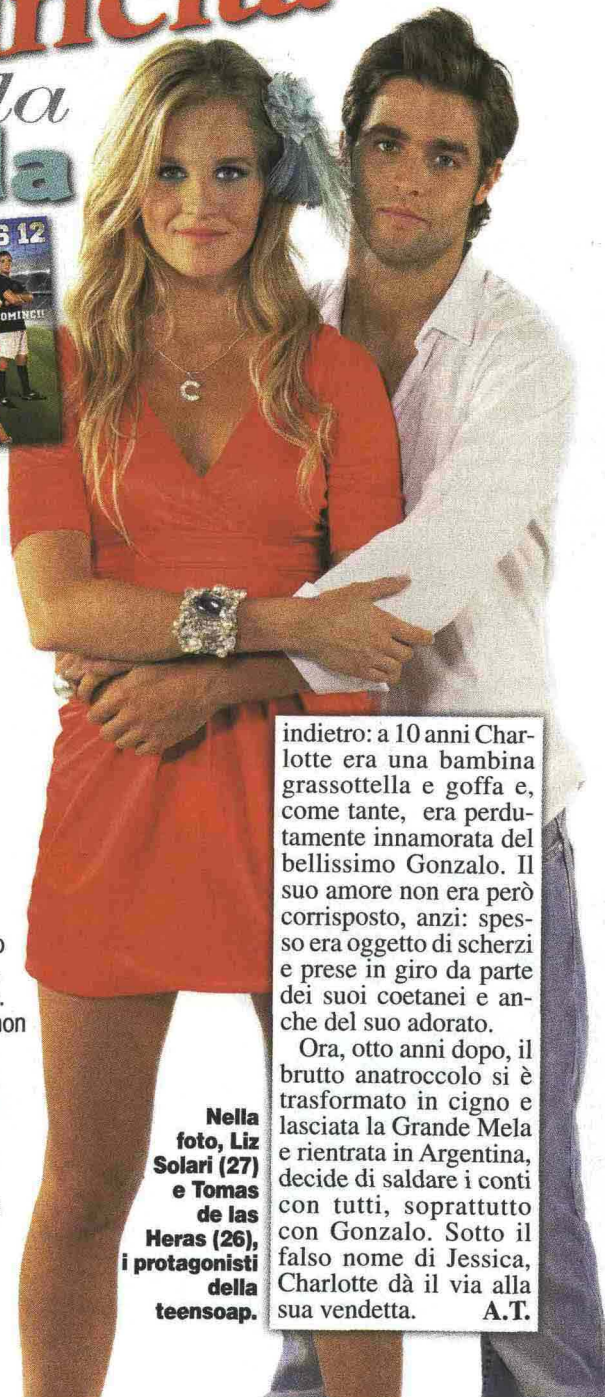 la
la
S 12
C
indietro: a 10 anni Char-
lotte era una bambina
grassottella e goffa e,
come tante, era perdu-
tamente innamorata del
bellissimo Gonzalo. Il
suo amore non era però
corrisposto, anzi: spes-
so era oggetto di scherzi
e prese in giro da parte
dei suoi coetanei e an-
che del suo adorato.
Ora, otto anni dopo, il
brutto anatroccolo si è
trasformato in cigno e
lasciata la Grande Mela
e rientrata in Argentina,
decide di saldare i conti
con tutti, soprattutto
con Gonzalo. Sotto il
falso nome di Jessica,
Charlotte dà il via alla
sua vendetta. A.T.
Nella
foto, Liz
Solari (27)
e Tomas
de las
Heras (26),
i protagonisti
della
teensoap.